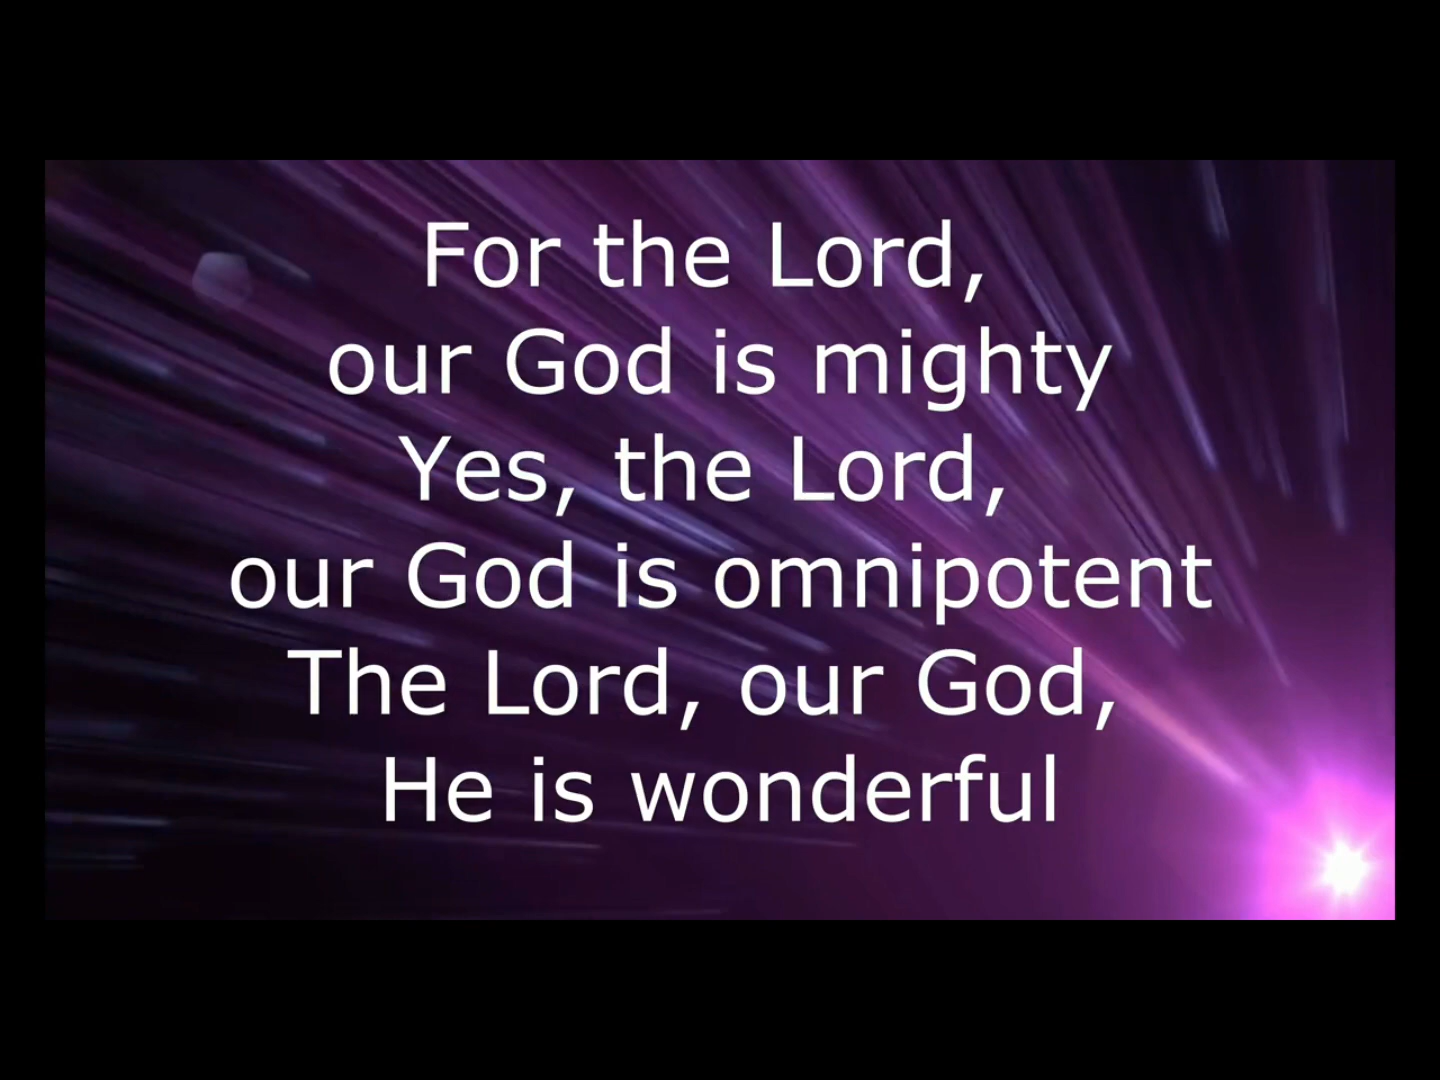 For the Lord,
our God is mighty
Yes, the Lord,
our God is omnipotent
The Lord, our God,
He is wonderful